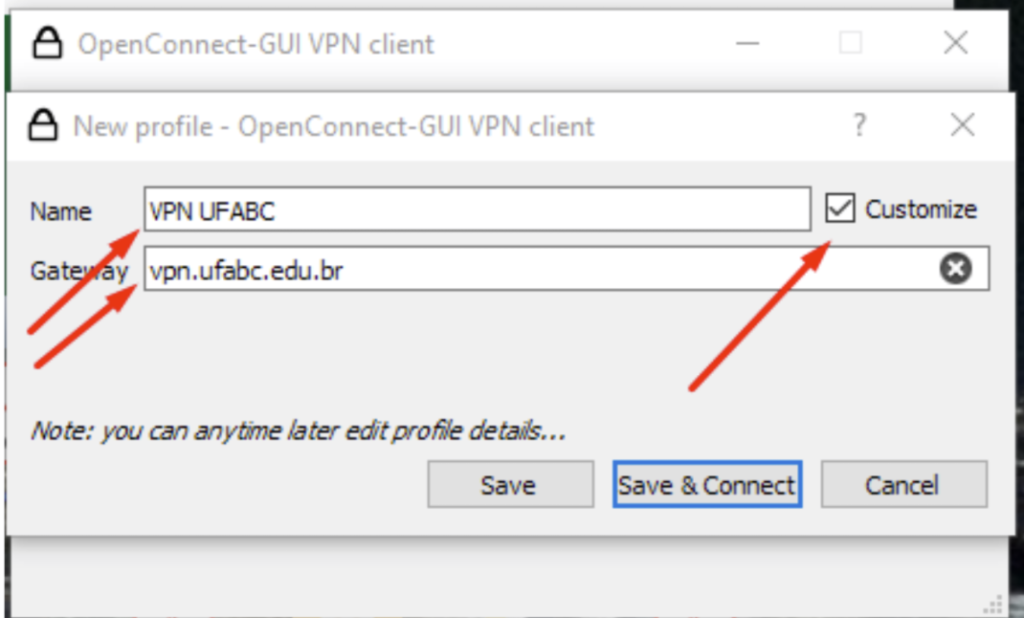 OpenConnect-GUI VPN client
New profile - OpenConnect-GUI VPN client ?
Name VPN UFABC Customize
Gateway vpn.ufabc.edu.br
Note: you can anytime later edit profile details...
Save Save & Connect Cancel